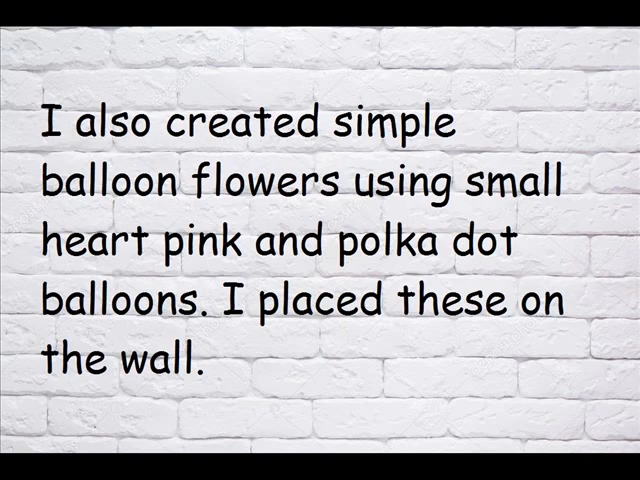 I also created simple
balloon flowers using small
heart pink and polka dot
balloons. I placed these on
the wall.